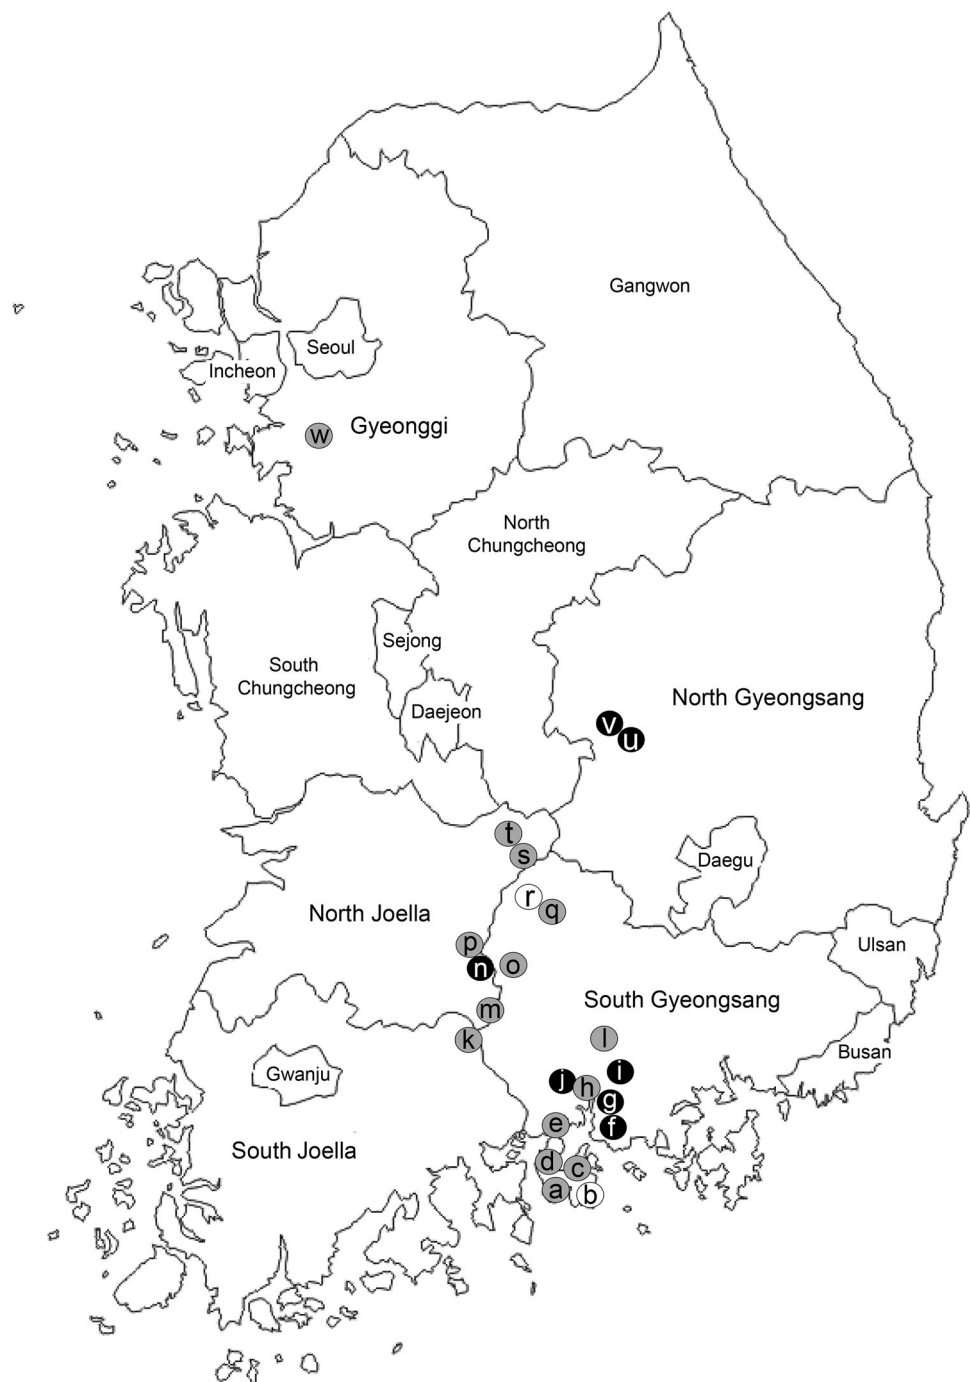 Gangwon
Seoul
Incheon
Gyeonggi
w
North
Chungcheong
Sejong
South
Chungcheong
Daejeon
North Gyeongsang
v
u
t
s
Daegu
r
q
North Joella
Ulsan
p
n
o
South Gyeongsang
m
k
l
Busan
Gwanju
j
h
i
g
e
f
South Joella
d
c
a
b